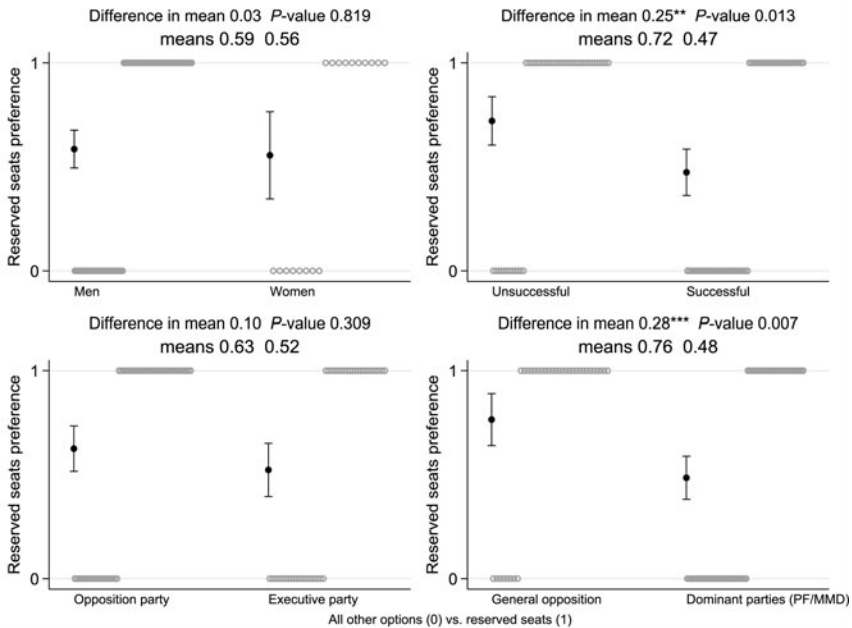 Difference in mean 0.03 P-value 0.819
means 0.59 0.56
Reserved seats preference
1
0
Men
Women
Difference in mean 0.25** P-value 0.013
means 0.72 0.47
Reserved seats preference
1
0
Unsuccessful
Successful
Difference in mean 0.10 P-value 0.309
means 0.63 0.52
Reserved seats preference
1
0
Opposition party
Executive party
Difference in mean 0.28*** P-value 0.007
means 0.76 0.48
Reserved seats preference
1
0
General opposition
Dominant parties (PF/MMD)
All other options (0) vs. reserved seats (1)